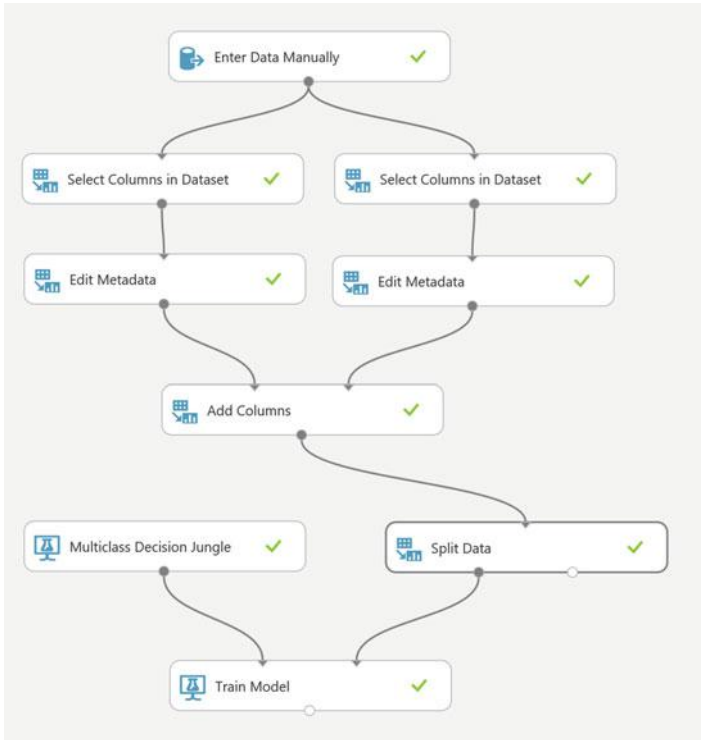 Enter Data Manually
Select Columns in Dataset
Select Columns in Dataset
Edit Metadata
Edit Metadata
Add Columns
Multiclass Decision Jungle
Split Data
Train Model